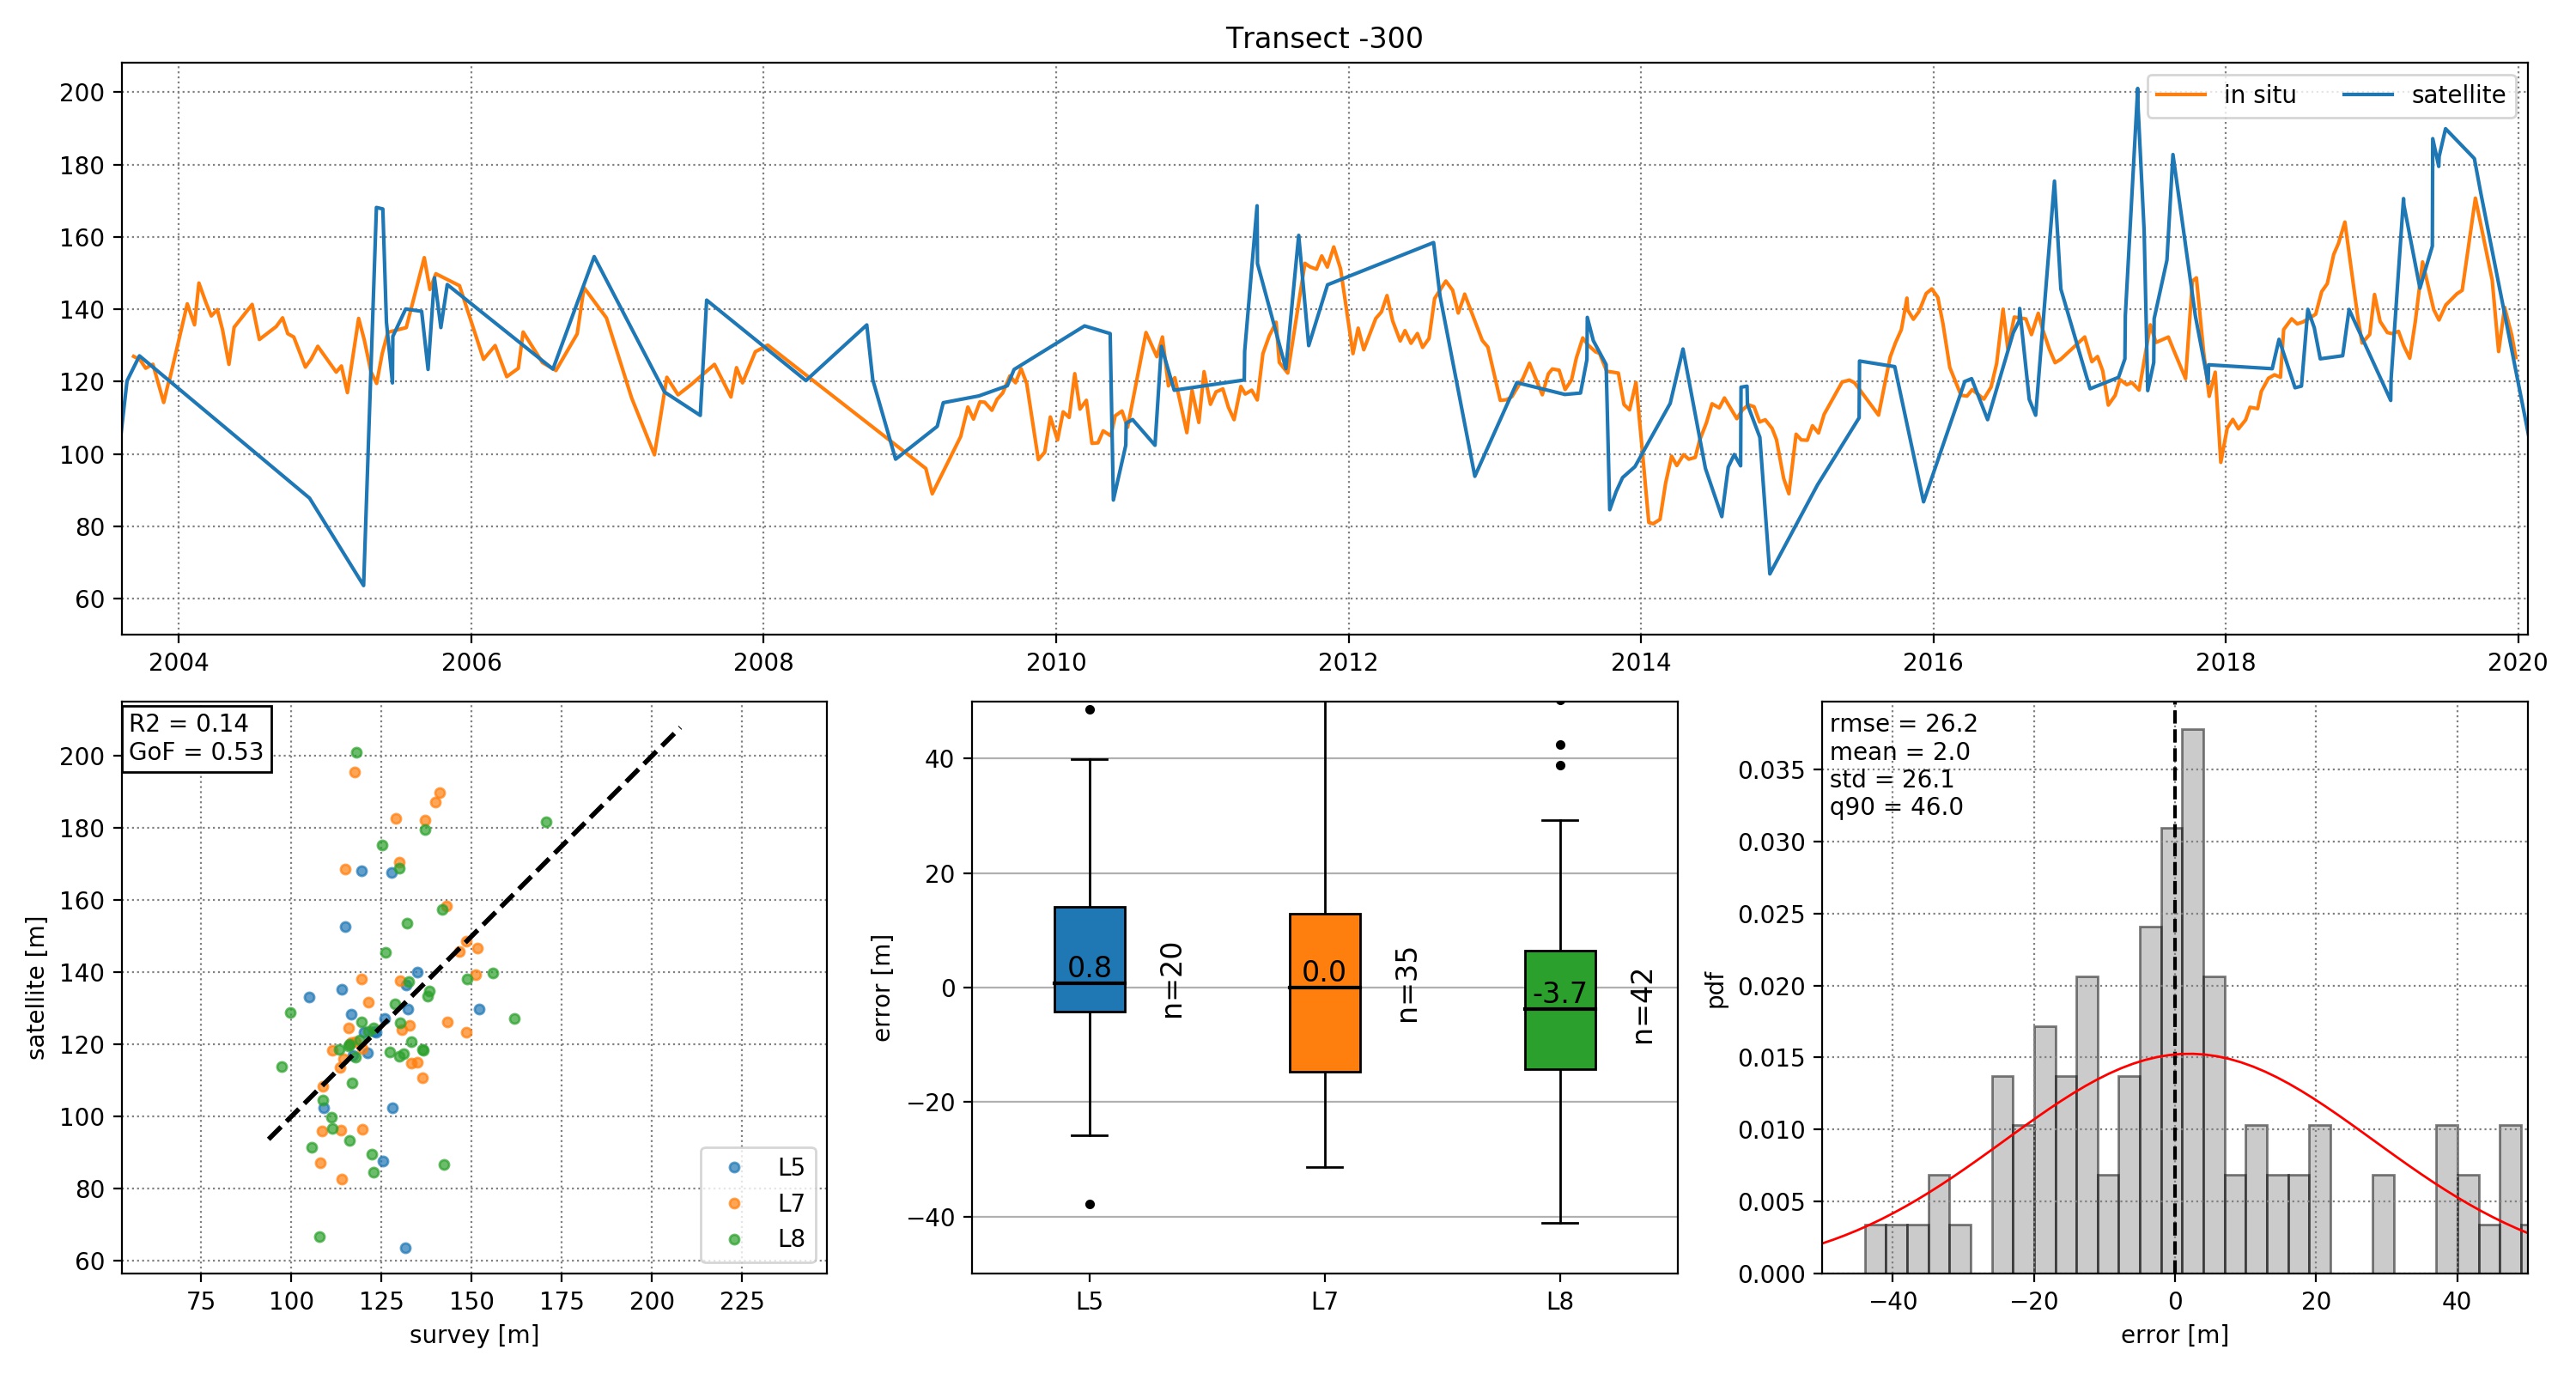 Transect -300
200
180
160
140
120
100
80
60
in situ
satellite
2004
2006
2008
2010
2012
2014
2016
2018
2020
R2 = 0.14
GoF = 0.53
satellite [m]
200
180
160
140
120
100
80
60
L5
L7
L8
75
100
125
150
175
200
225
survey [m]
error [m]
40
20
0
−20
−40
0.8
n=20
0.0
n=35
-3.7
n=42
L5
L7
L8
rmse = 26.2
mean = 2.0
std = 26.1
q90 = 46.0
pdf
0.035
0.030
0.025
0.020
0.015
0.010
0.005
0.000
−40
−20
0
20
40
error [m]